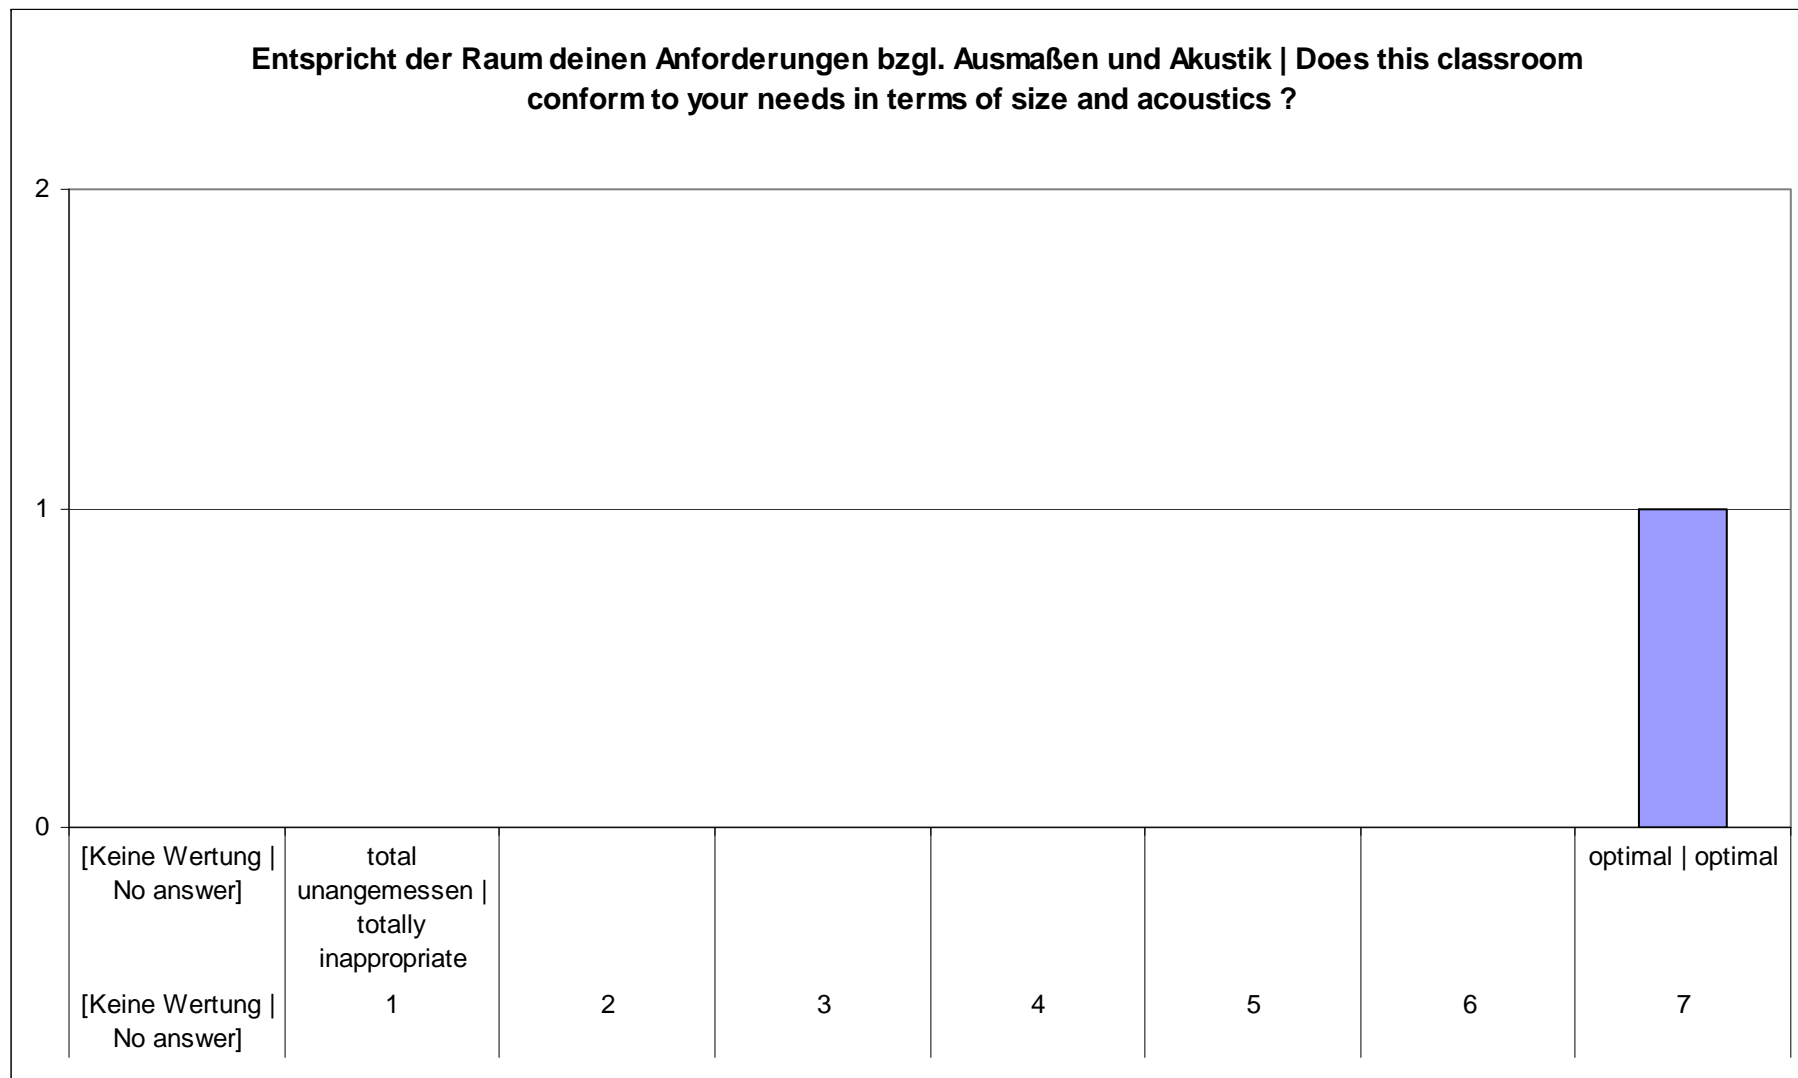 Entspricht der Raum deinen Anforderungen bzgl. Ausmaßen und Akustik | Does this classroom
conform to your needs in terms of size and acoustics ?
2
1
0
[Keine Wertung |
No answer]
total
unangemessen |
totally
inappropriate
optimal | optimal
[Keine Wertung |
No answer]
1
2
3
4
5
6
7